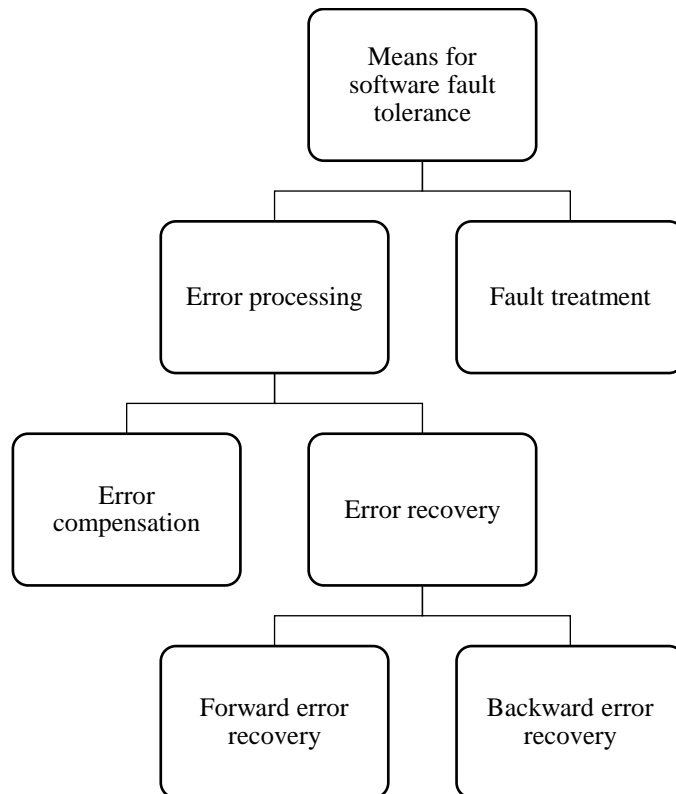 Means for
software fault
tolerance
Error processing
Fault treatment
Error
compensation
Error recovery
Forward error
recovery
Backward error
recovery